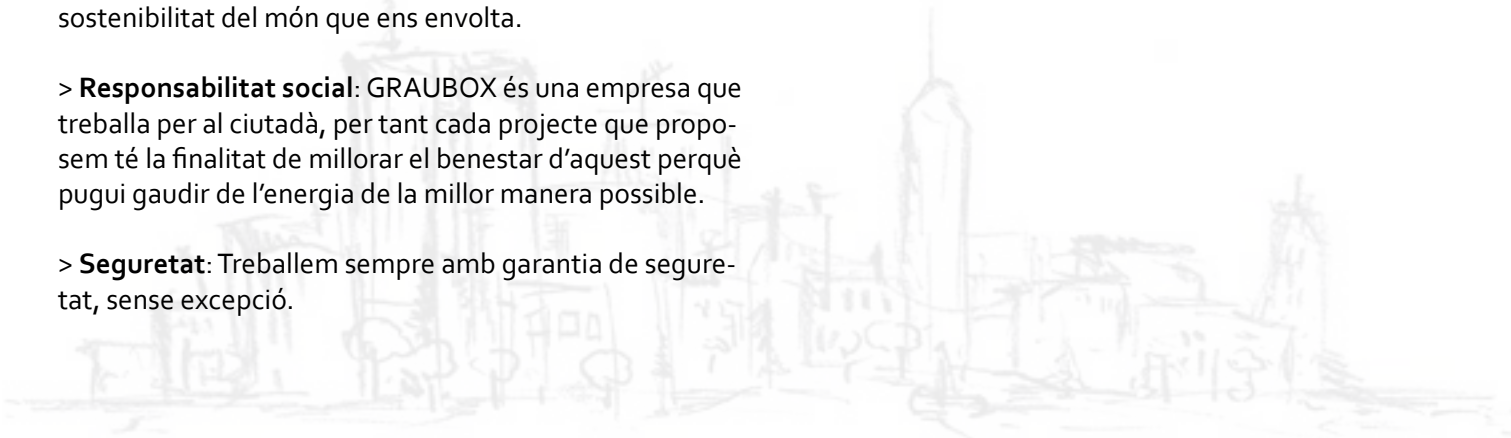 sostenibilitat del món que ens envolta.
> Responsabilitat social: GRAUBOX és una empresa que
treballa per al ciutadà, per tant cada projecte que propo-
sem té la finalitat de millorar el benestar d'aquest perquè
pugui gaudir de l'energia de la millor manera possible.
> Seguretat: Treballem sempre amb garantia de segure-
tat, sense excepció.